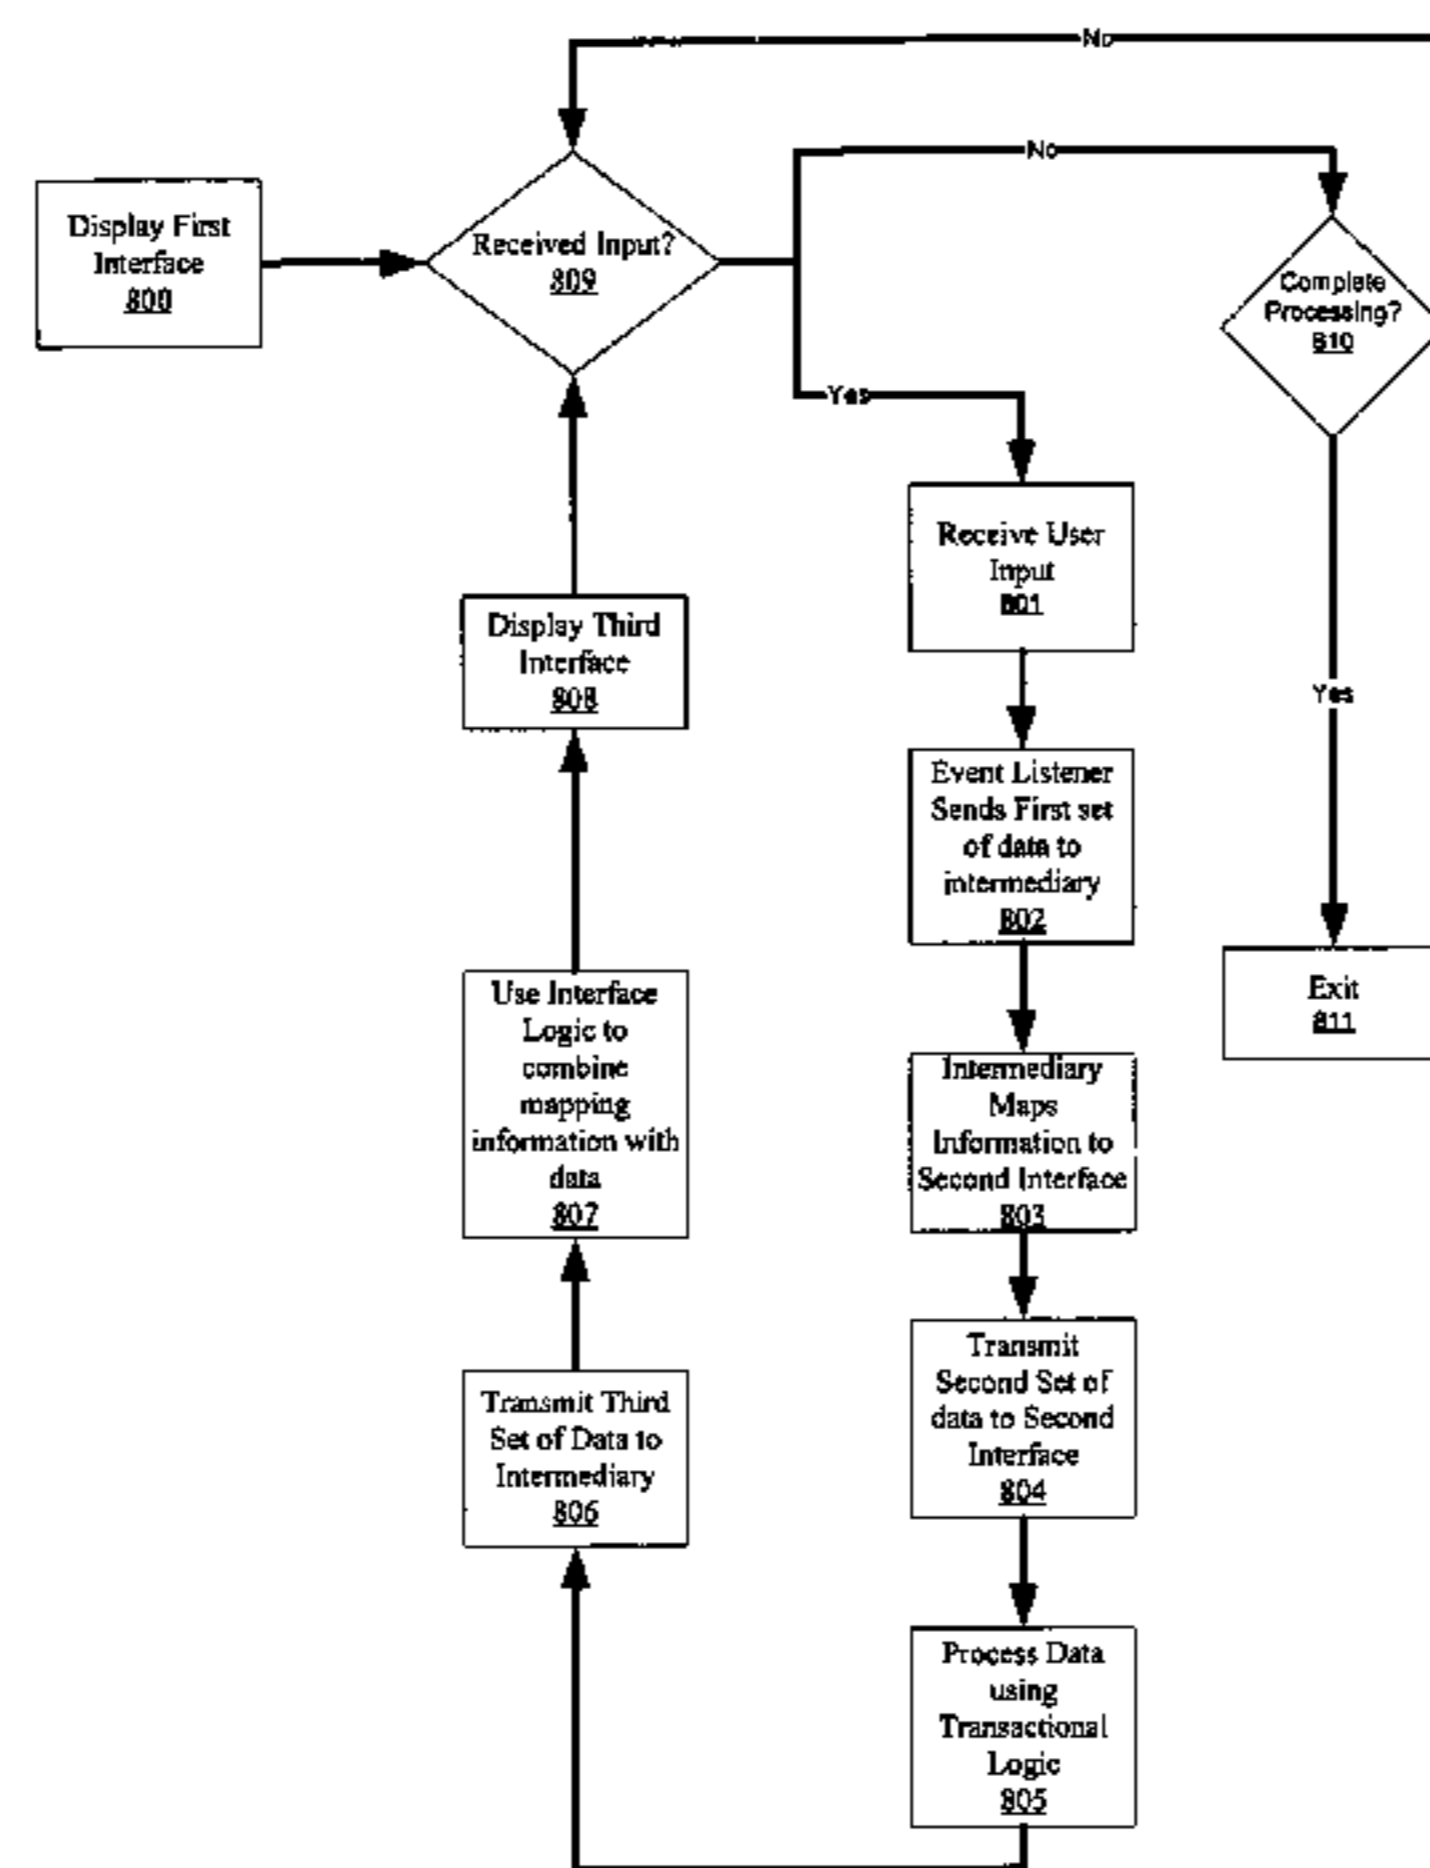 No
No
Display First
Interface
800
Received Input?
809
Complete
Processing?
810
Yes
Receive User
Input
801
Display Third
Interface
808
Yes
Event Listener
Sends First set
of data to
intermediary
802
Use Interface
Logic to
combine
mapping
information with
data
807
Exit
811
Intermediary
Maps
Information to
Second Interface
803
Transmit
Second Set of
data to Second
Interface
804
Transmit Third
Set of Data to
Intermediary
806
Process Data
using
Transactional
Logic
805